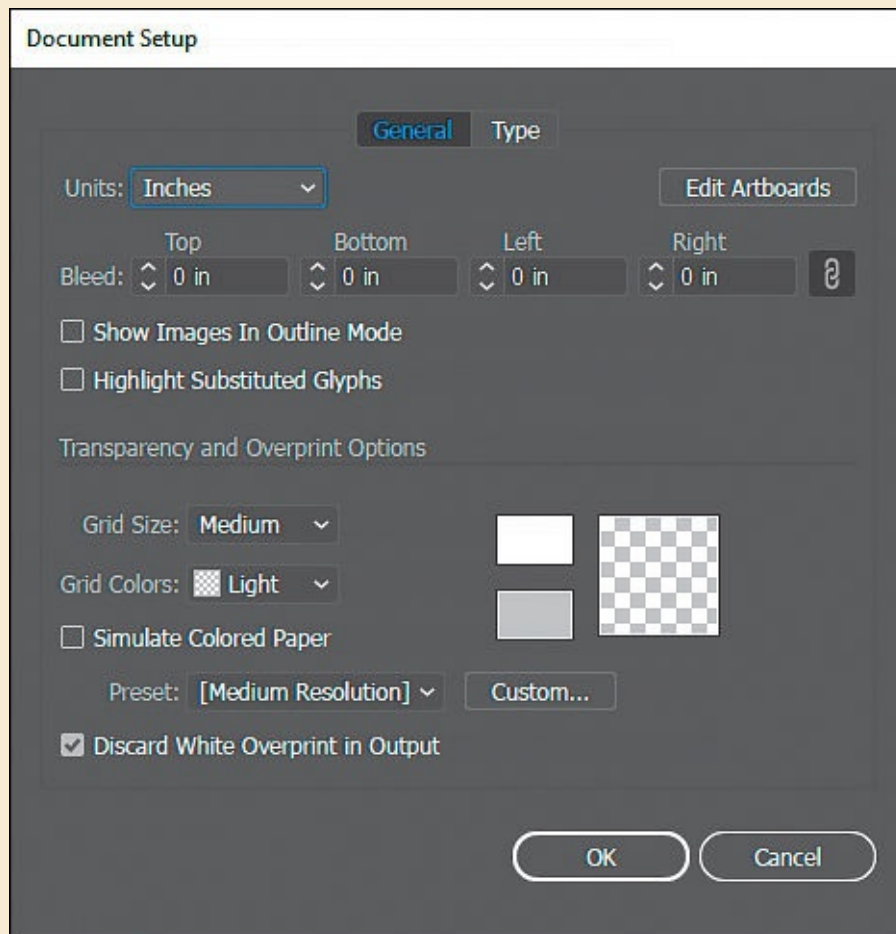 Document Setup
General Type
Units: Inches Edit Artboards
Top Bottom Left Right
Bleed: 0 in 0 in 0 in 0 in
Show Images In Outline Mode
Highlight Substituted Glyphs
Transparency and Overprint Options
Grid Size: Medium
Grid Colors: Light
Simulate Colored Paper
Preset: [Medium Resolution] Custom...
Discard White Overprint in Output
OK Cancel